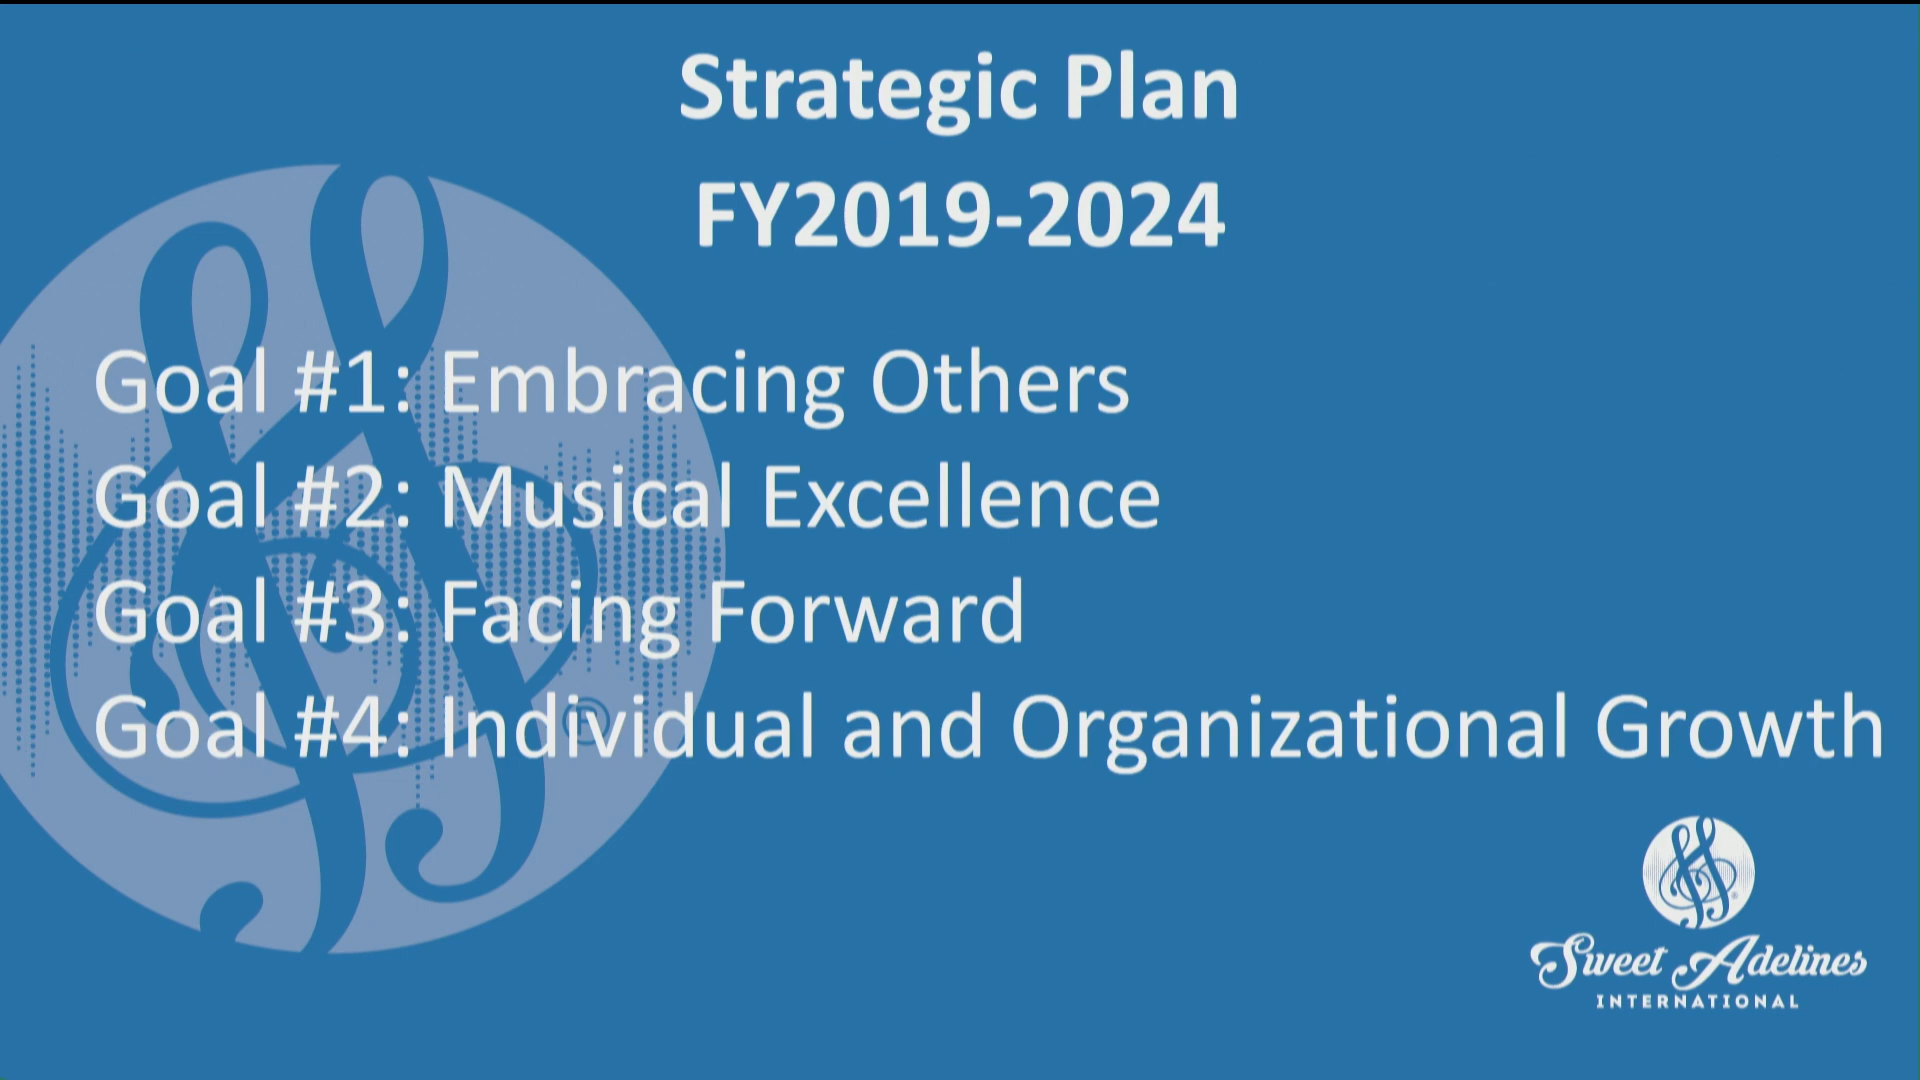 Strategic Plan
FY2019-2024
Goal #1: Embracing Others
Goal #2: Musical Excellence
Goal #3: Facing Forward
Goal #4: Individual and Organizational Growth
®
Sweet Adelines
INTERNATIONAL